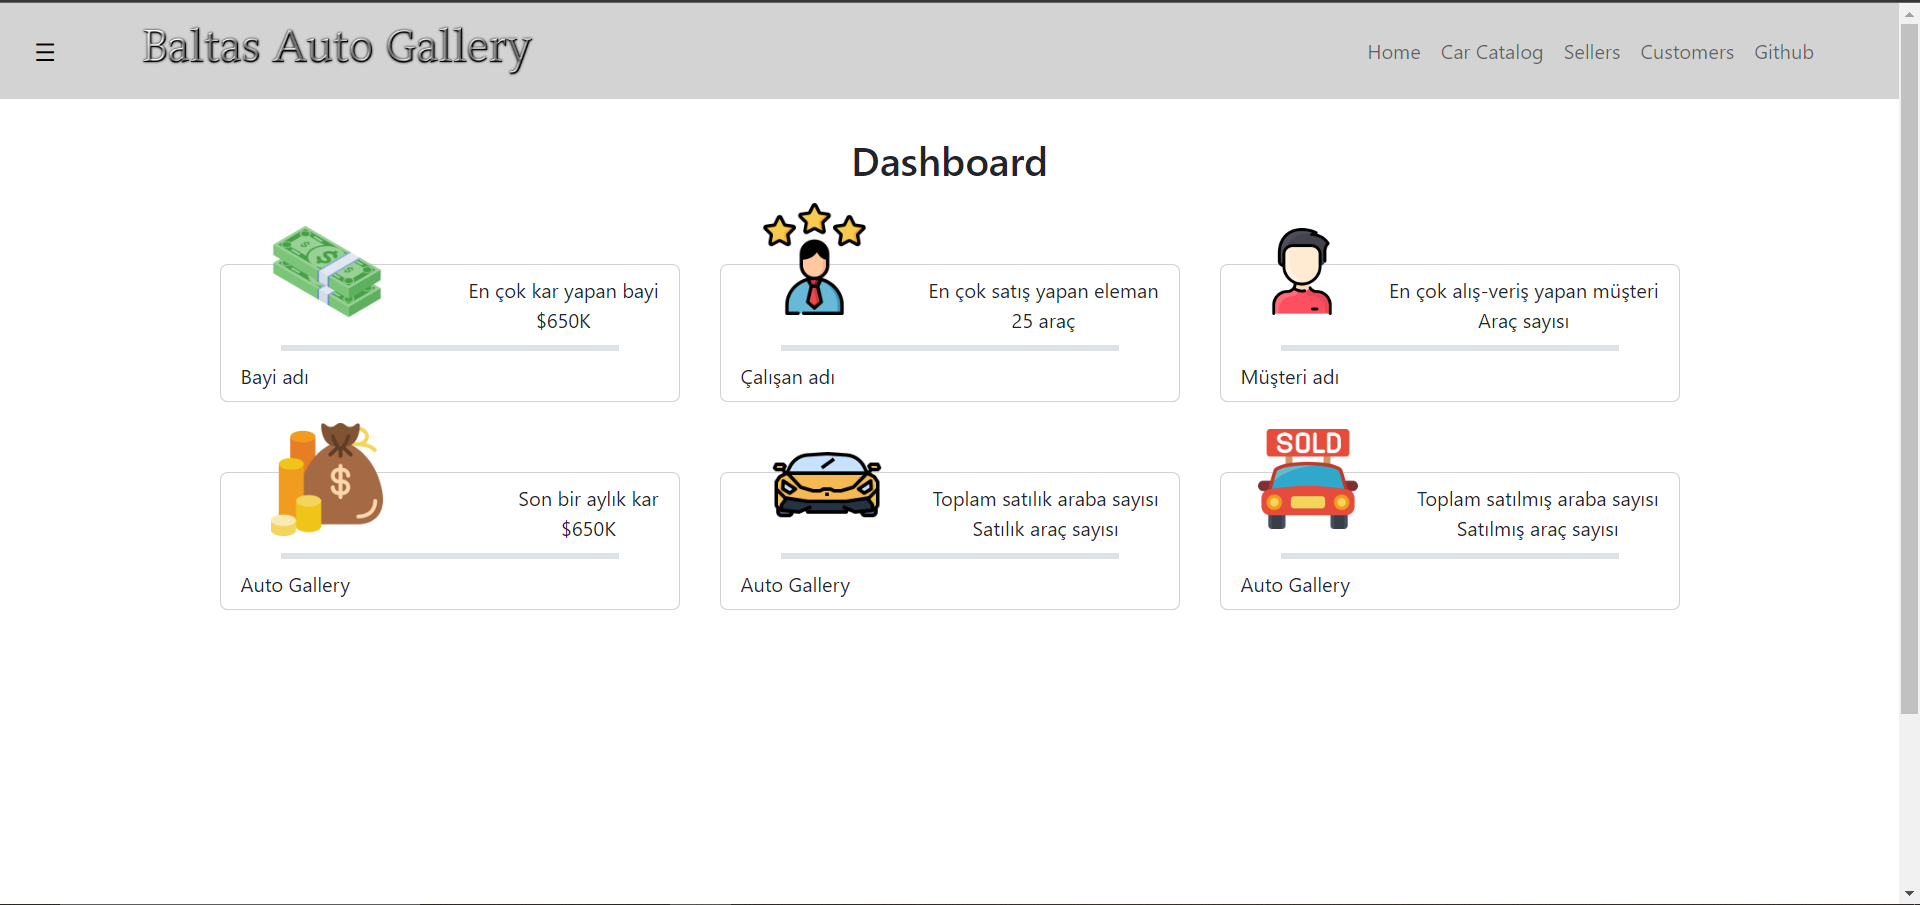 ☰ Baltas Auto Gallery Home Car Catalog Sellers Customers Github
Dashboard
En çok kar yapan bayi
$650K
Bayi adı
En çok satış yapan eleman
25 araç
Çalışan adı
En çok alış-veriş yapan müşteri
Araç sayısı
Müşteri adı
$
Son bir aylık kar
$650K
Auto Gallery
Toplam satılık araba sayısı
Satılık araç sayısı
Auto Gallery
SOLD
Toplam satılmış araba sayısı
Satılmış araç sayısı
Auto Gallery